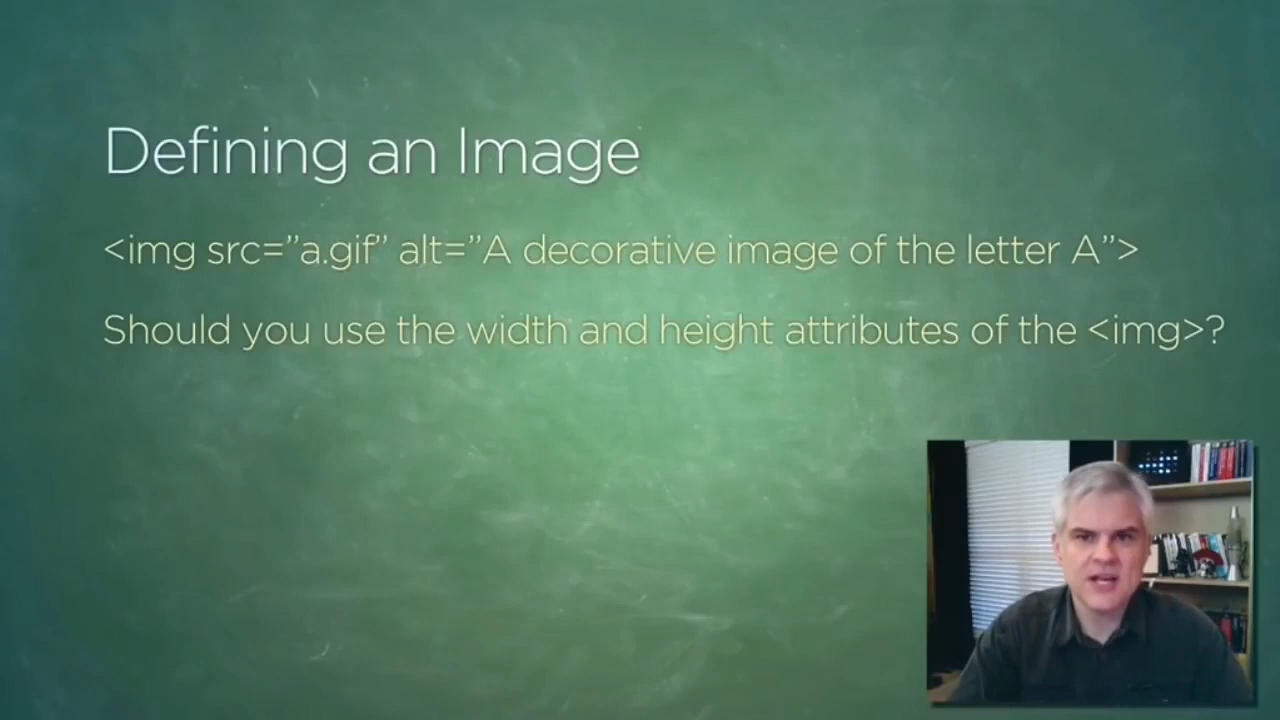 Defining an Image
<img src=”a.gif” alt=”A decorative image of the letter A”>
Should you use the width and height attributes of the <img>?